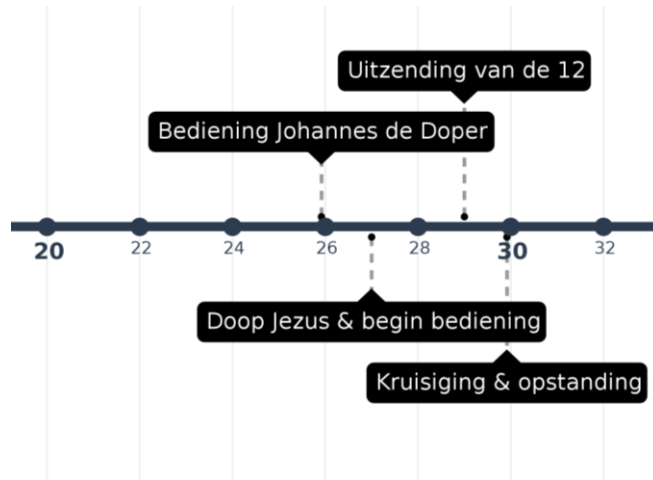 Uitzending van de 12
Bediening Johannes de Doper
20 22 24 26 28 30 32
Doop Jezus & begin bediening
Kruisiging & opstanding